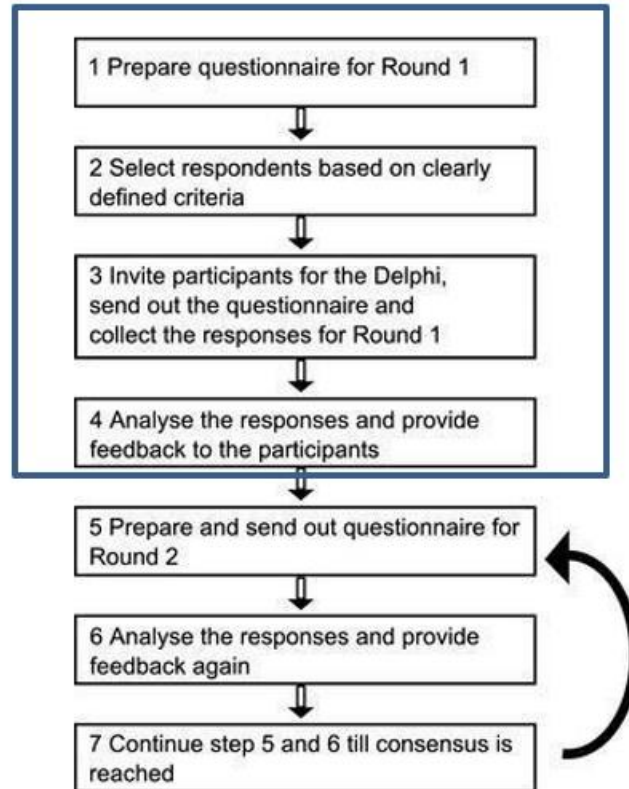 1 Prepare questionnaire for Round 1
2 Select respondents based on clearly
defined criteria
3 Invite participants for the Delphi,
send out the questionnaire and
collect the responses for Round 1
4 Analyse the responses and provide
feedback to the participants
5 Prepare and send out questionnaire for
Round 2
6 Analyse the responses and provide
feedback again
7 Continue step 5 and 6 till consensus is
reached